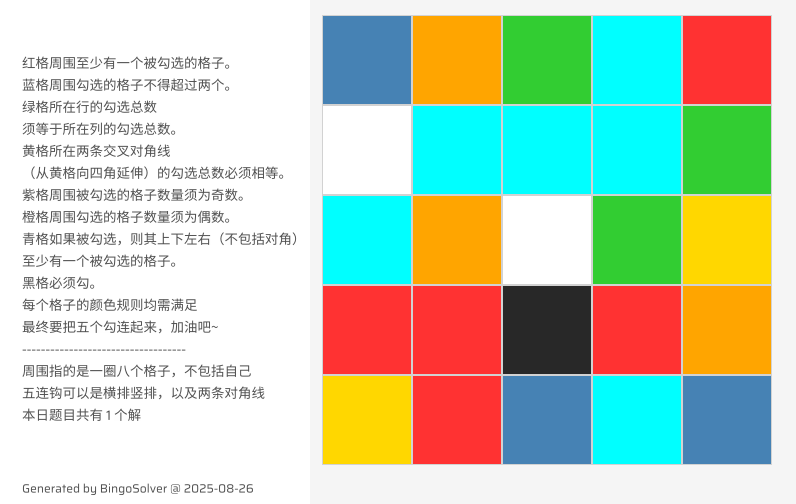 红格周围至少有一个被勾选的格子。
蓝格周围勾选的格子不得超过两个。
绿格所在行的勾选总数
须等于所在列的勾选总数。
黄格所在两条交叉对角线
（从黄格向四角延伸）的勾选总数必须相等。
紫格周围被勾选的格子数量须为奇数。
橙格周围勾选的格子数量须为偶数。
青格如果被勾选，则其上下左右（不包括对角）
至少有一个被勾选的格子。
黑格必须勾。
每个格子的颜色规则均需满足
最终要把五个勾连起来，加油吧~
----------------------------------
周围指的是一圈八个格子，不包括自己
五连钩可以是横排竖排，以及两条对角线
本日题目共有1个解
Generated by BingoSolver @ 2025-08-26